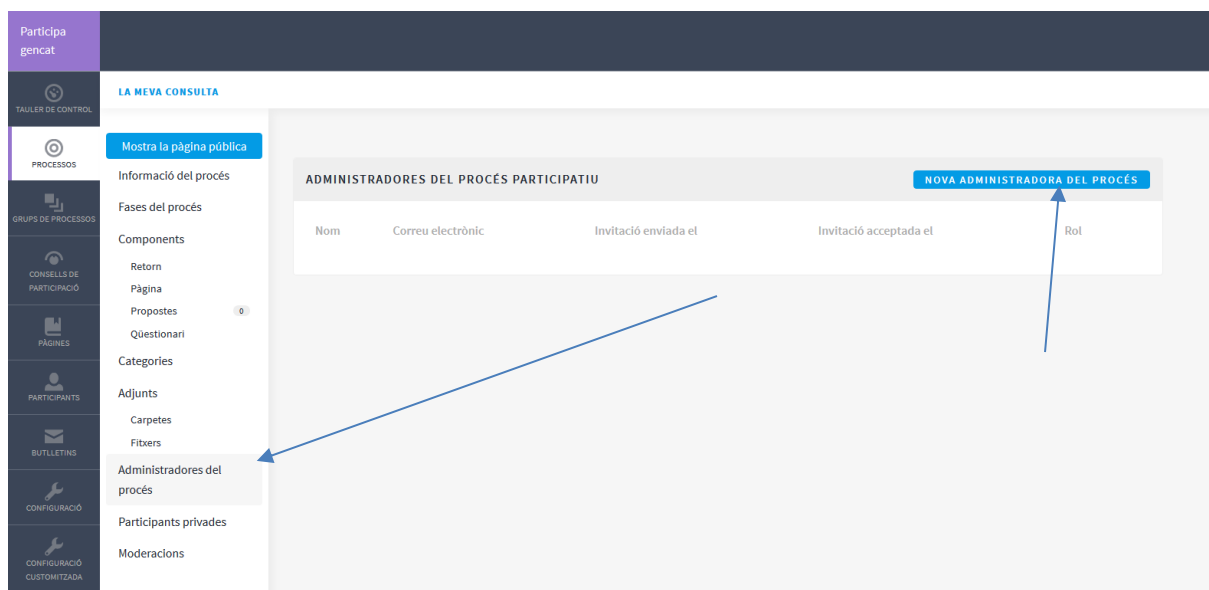 Participa
gencat
TAULER DE CONTROL
PROCESSOS
GRUPS DE PROCESSOS
CONSELLS DE
PARTICIPACIÓ
PÀGINES
PARTICIPANTS
BUTLLETINS
CONFIGURACIÓ
CONFIGURACIÓ
CUSTOMITZADA
LA MEVA CONSULTA
Mostra la pàgina pública
Informació del procés
Fases del procés
Components
Retorn
Pàgina
Propostes 0
Qüestionari
Categories
Adjunts
Carpetes
Fitxers
Administradores del
procés
Participants privades
Moderacions
ADMINISTRADORES DEL PROCÉS PARTICIPATIU NOVA ADMINISTRADORA DEL PROCÉS
Nom Correu electrònic Invitació enviada el Invitació acceptada el Rol